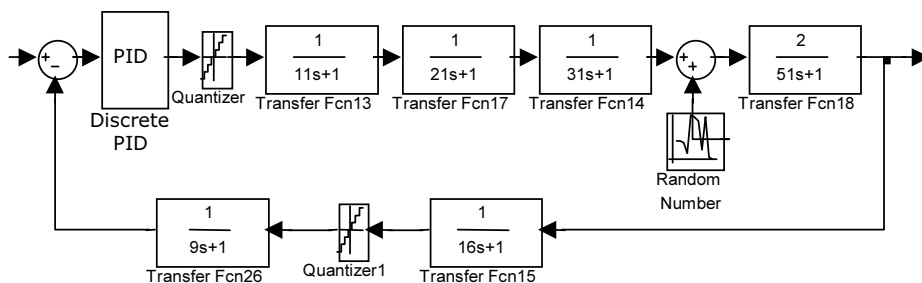 +
−
PID
Discrete
PID
Quantizer
1
11s+1
Transfer Fcn13
1
21s+1
Transfer Fcn17
1
31s+1
Transfer Fcn14
+
+
2
51s+1
Transfer Fcn18
Random
Number
1
9s+1
Transfer Fcn26
Quantizer1
1
16s+1
Transfer Fcn15